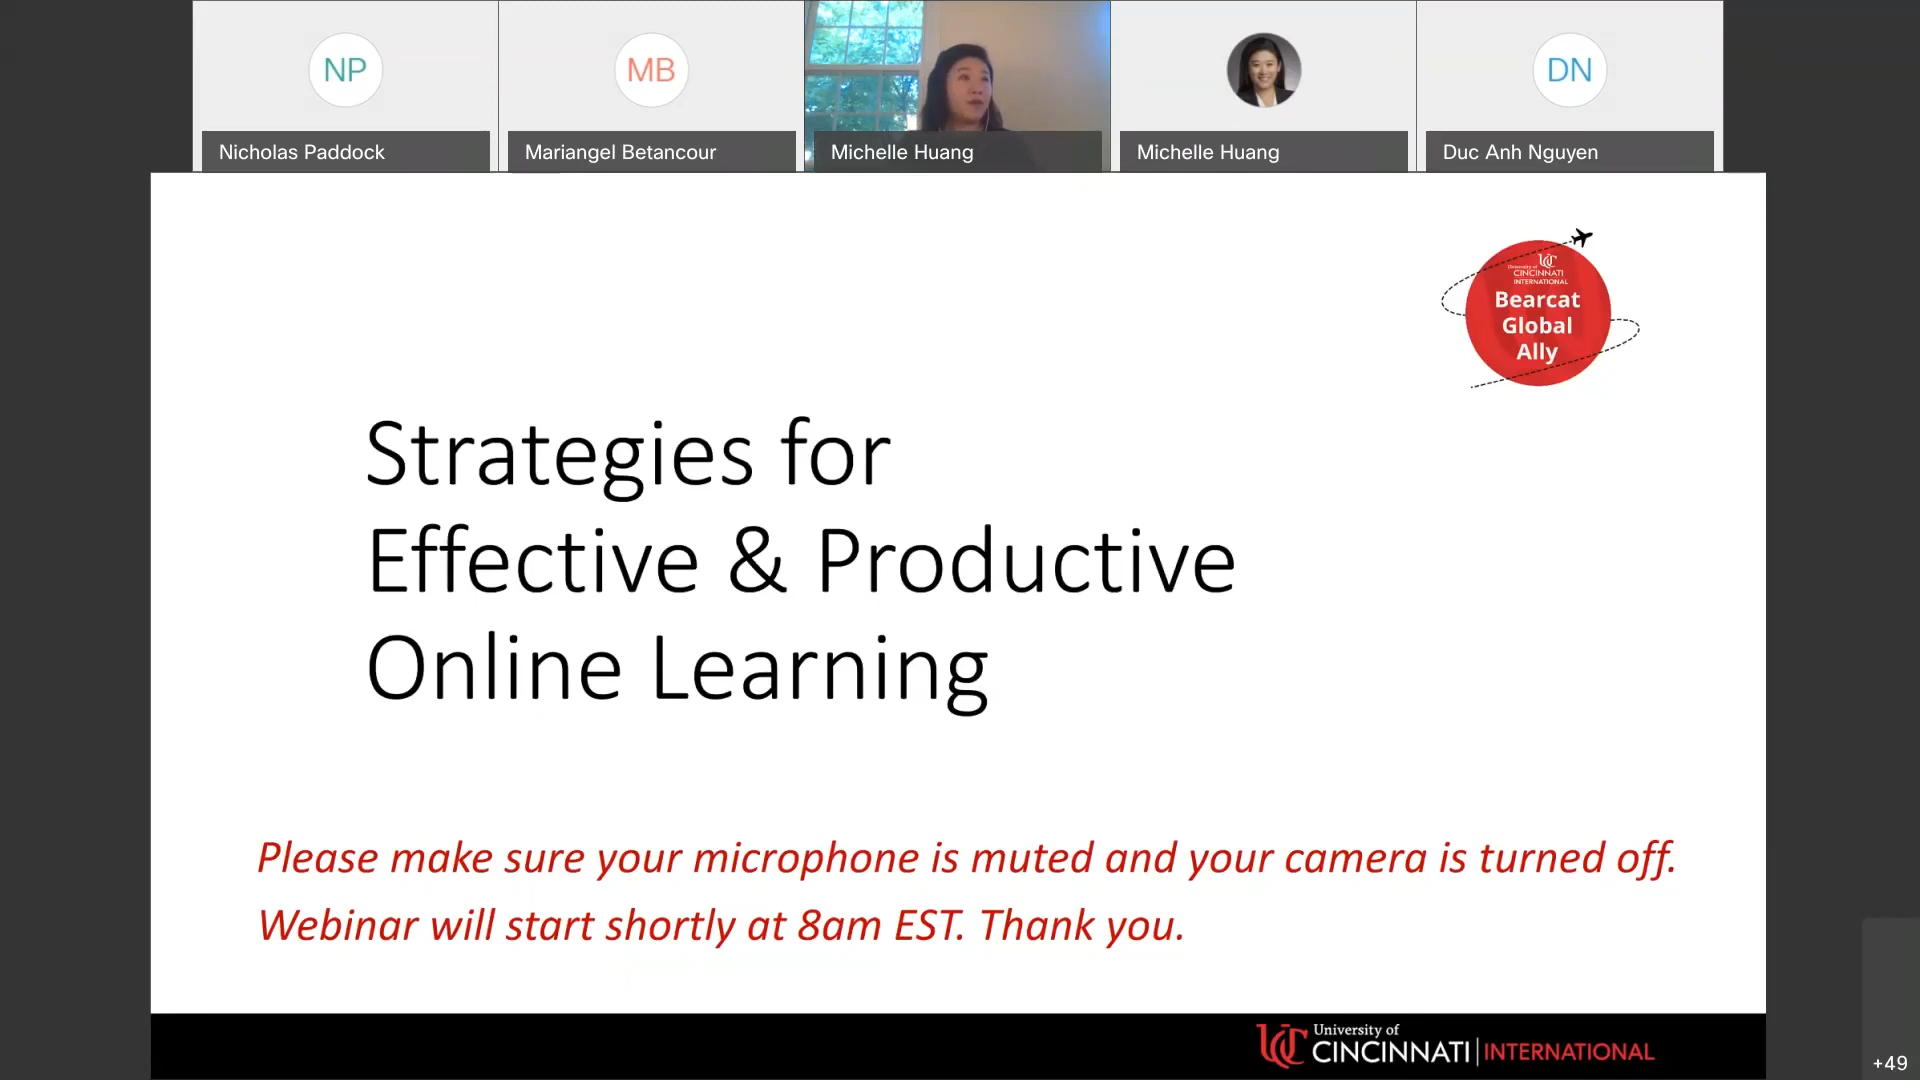 NP
MB
DN
Nicholas Paddock
Mariangel Betancour
Michelle Huang
Michelle Huang
Duc Anh Nguyen
University of
CINCINNATI
INTERNATIONAL
Bearcat
Global
Ally
Strategies for
Effective & Productive
Online Learning
Please make sure your microphone is muted and your camera is turned off.
Webinar will start shortly at 8am EST. Thank you.
UC University of
CINCINNATI | INTERNATIONAL
+49